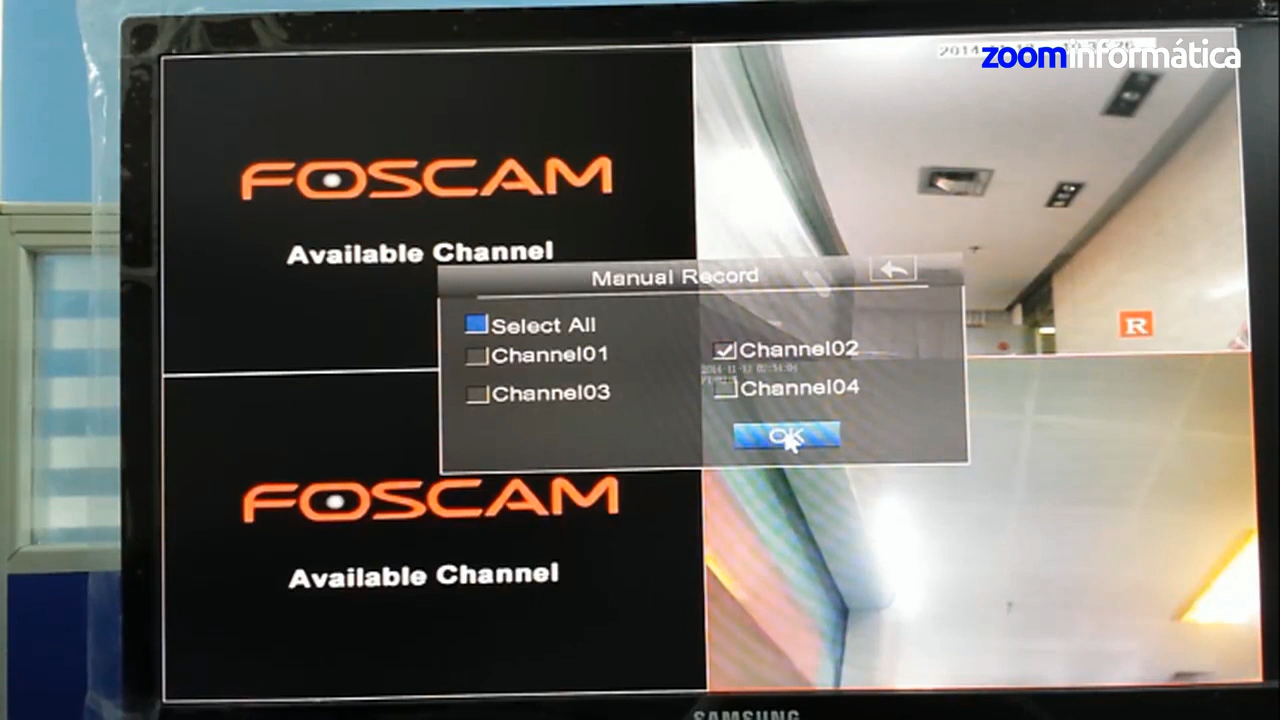 zoominformática
FOSCAM
Available Channel
Manual Record
Select All
Channel01
Channel02
R
Channel03
Channel04
OK
FOSCAM
Available Channel
SAMSUNG